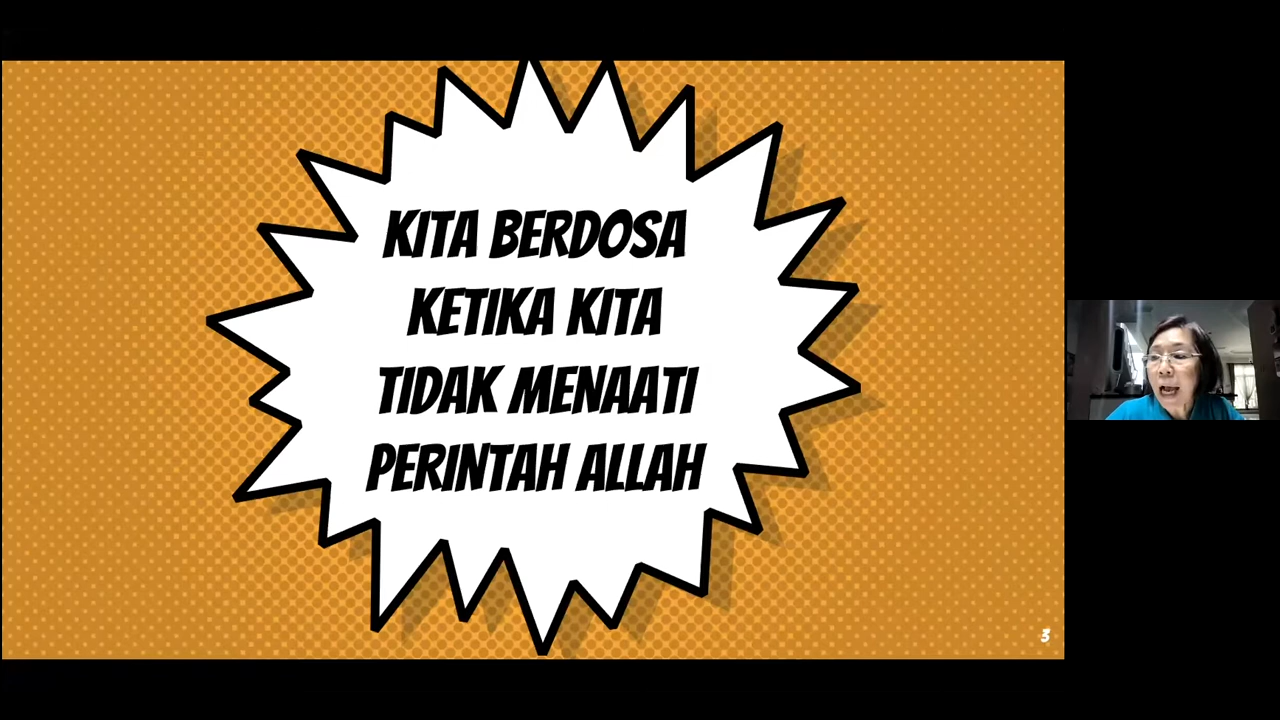 KITA BERDOSA
KETIKA KITA
TIDAK MENAATI
PERINTAH ALLAH
3